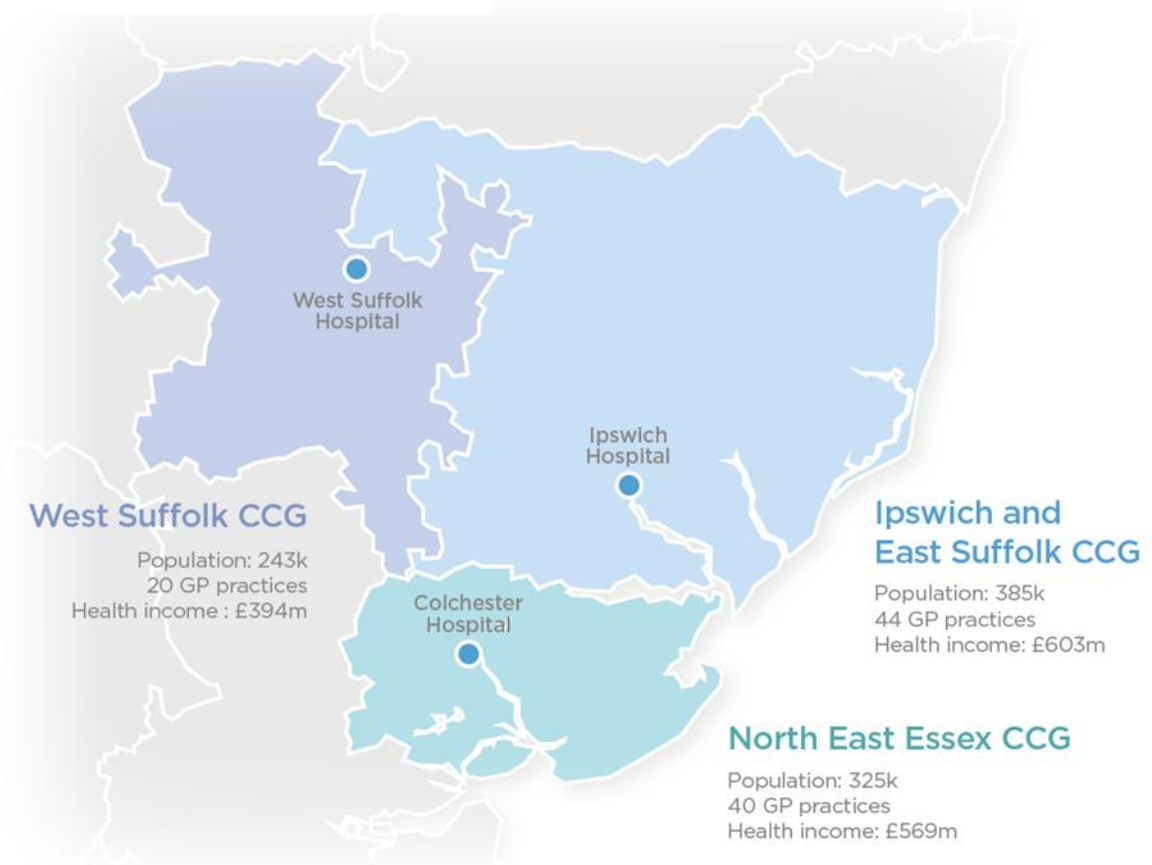 West Suffolk
Hospital
Ipswich
Hospital
West Suffolk CCG
Population: 243k
20 GP practices
Health income : £394m
Ipswich and
East Suffolk CCG
Population: 385k
44 GP practices
Health income: £603m
Colchester
Hospital
North East Essex CCG
Population: 325k
40 GP practices
Health income: £569m